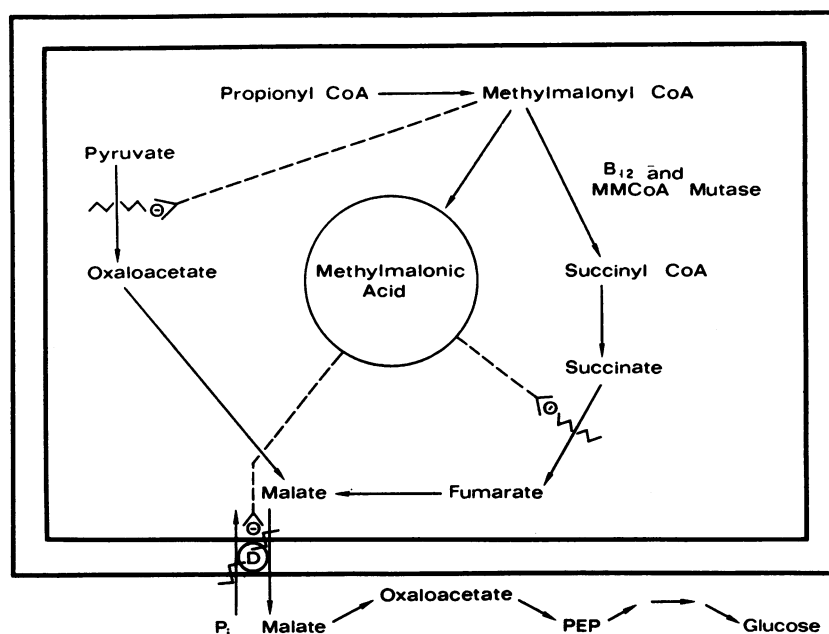 Propionyl CoA
Methylmalonyl CoA
Pyruvate
B12 and
MMCoA Mutase
⊖
Oxaloacetate
Methylmalonic
Acid
Succinyl CoA
Succinate
⊖
Malate
Fumarate
⊖
D
Pi
Malate
Oxaloacetate
PEP
Glucose